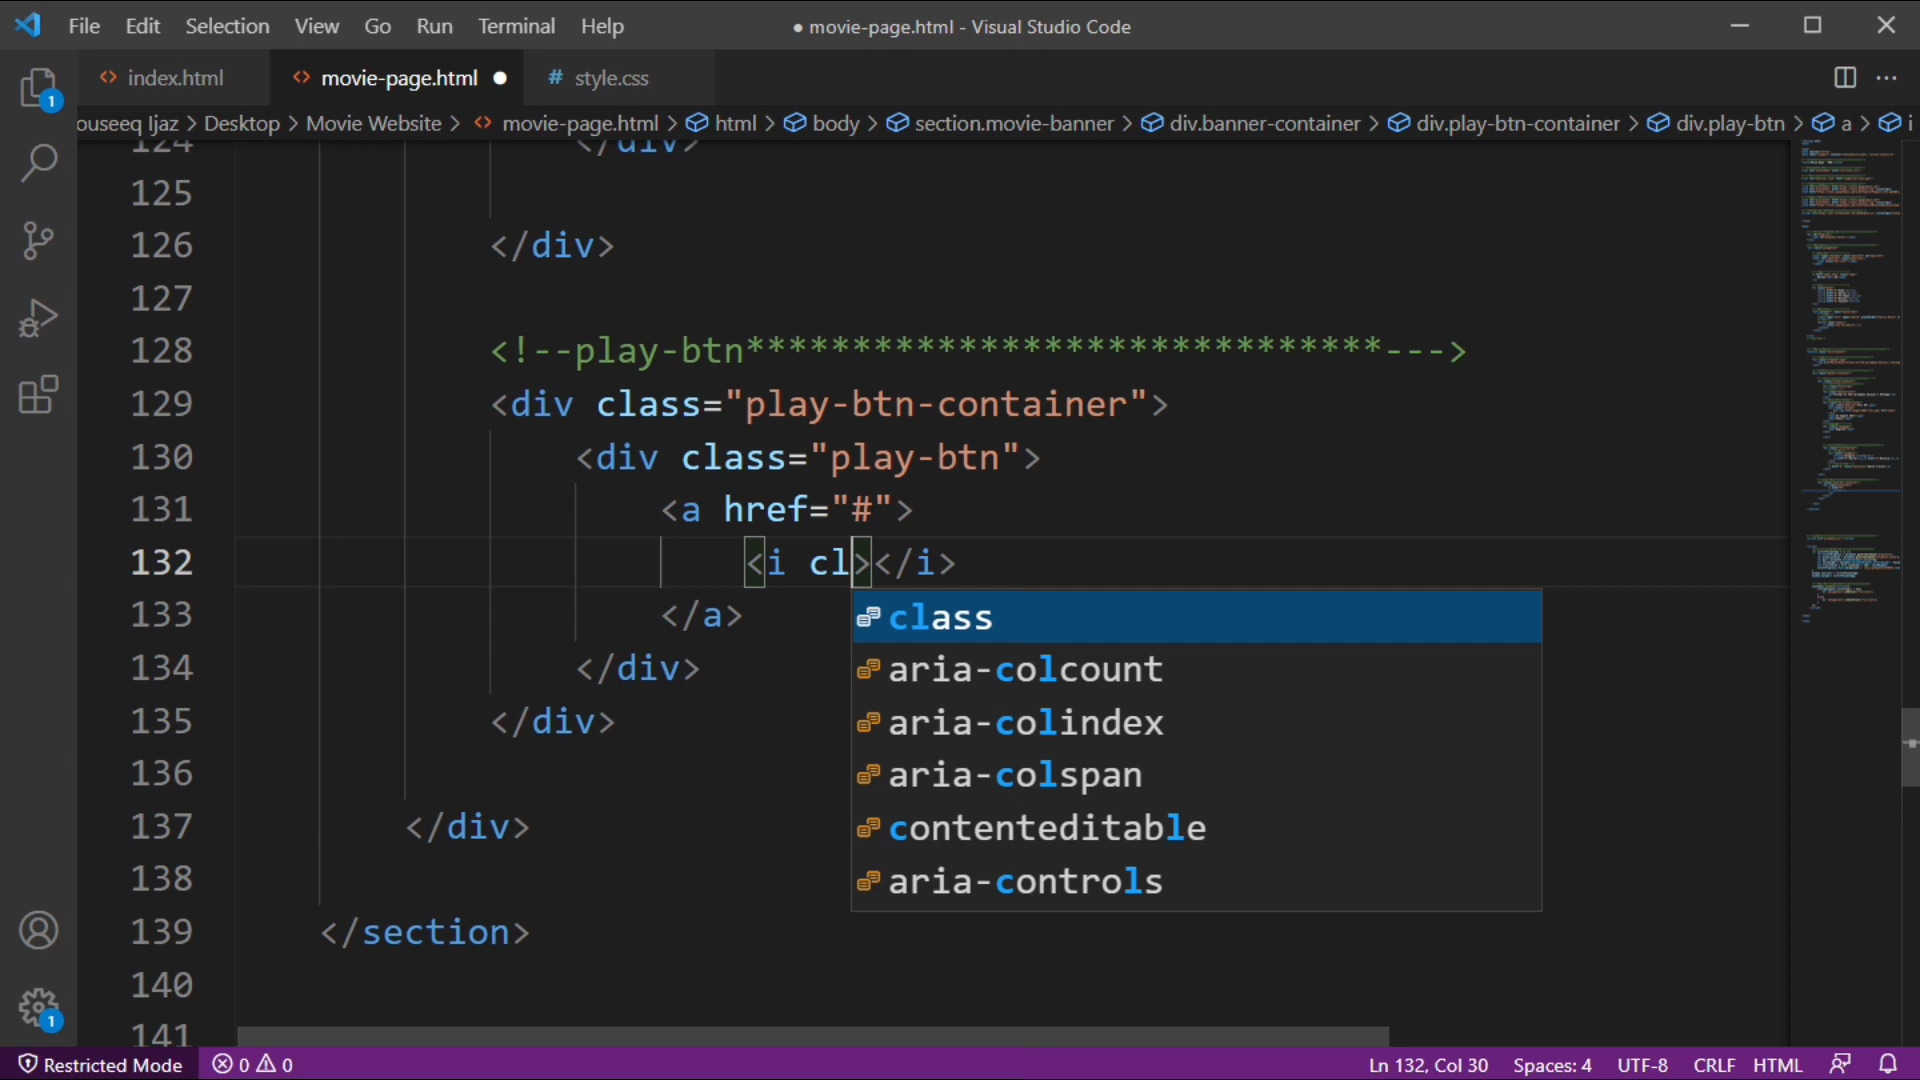 File Edit Selection View Go Run Terminal Help ● movie-page.html - Visual Studio Code
index.html movie-page.html # style.css
ouseeq Ijaz > Desktop > Movie Website > movie-page.html > html > body > section.movie-banner > div.banner-container > div.play-btn-container > div.play-btn > a > i
124 </div>
125
126 </div>
127
128 <!--play-btn******************************--->
129 <div class="play-btn-container">
130 <div class="play-btn">
131 <a href="#">
132 <i cl></i>
133 </a>
class
134 </div>
aria-colcount
135 </div>
aria-colindex
136
aria-colspan
137 </div>
contenteditable
138
aria-controls
139 </section>
140
141
1
1
Restricted Mode 0 0 Ln 132, Col 30 Spaces: 4 UTF-8 CRLF HTML